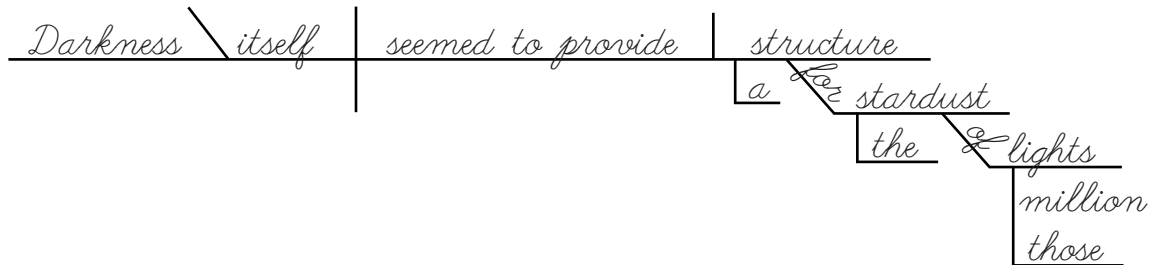 Darkness itself seemed to provide structure
a for stardust
the of lights
million
those